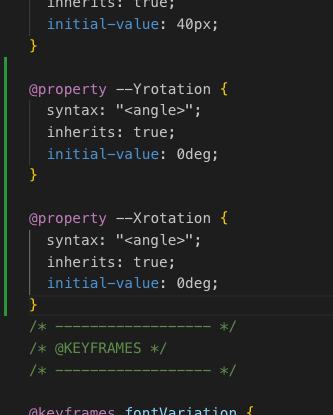 inherits: true;
initial-value: 40px;
}
@property --Yrotation {
syntax: "<angle>";
inherits: true;
initial-value: 0deg;
}
@property --Xrotation {
syntax: "<angle>";
inherits: true;
initial-value: 0deg;
}
/* ------------------ */
/* @KEYFRAMES */
/* ------------------ */
@keyframes fontVariation {